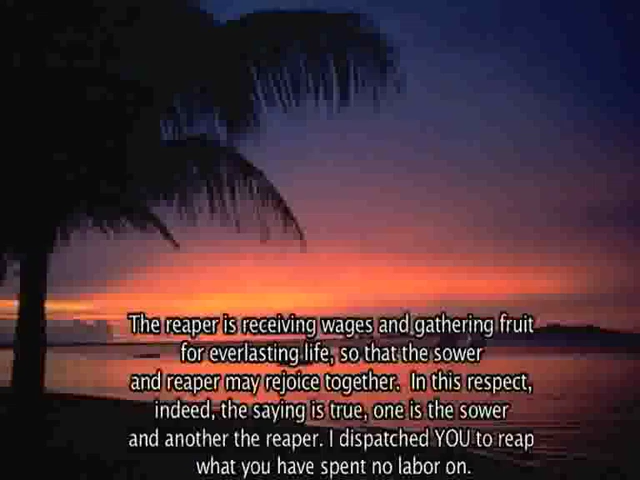 The reaper is receiving wages and gathering fruit
for everlasting life, so that the sower
and reaper may rejoice together.  In this respect,
indeed, the saying is true, one is the sower
and another the reaper. I dispatched YOU to reap
what you have spent no labor on.